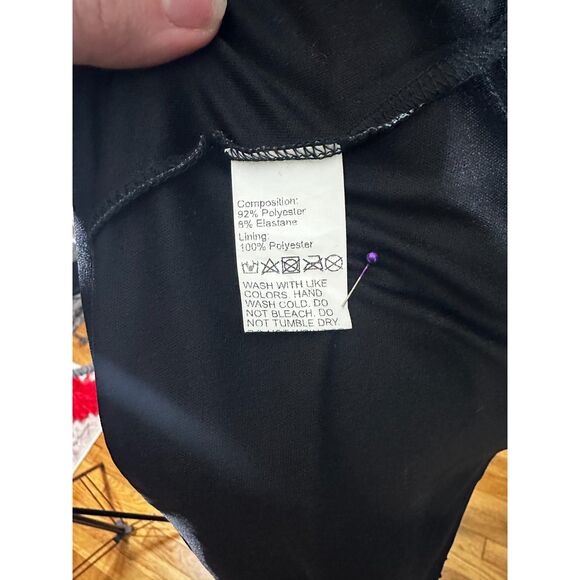 Composition:
92% Polyester
8% Elastane
Lining:
100% Polyester
WASH WITH LIKE
COLORS. HAND
WASH COLD. DO
NOT BLEACH. DO
NOT TUMBLE DRY.